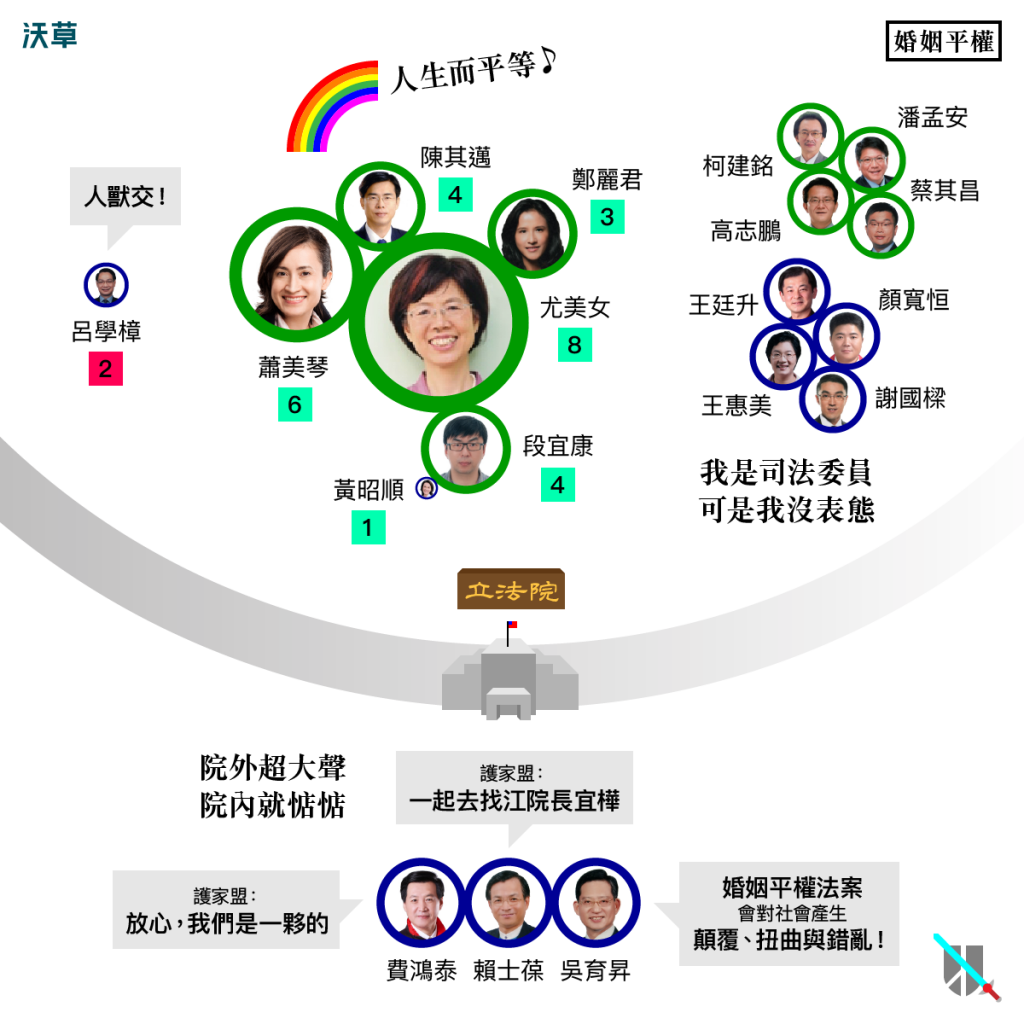 沃草
婚姻平權
人生而平等♪
人獸交！
呂學樟
2
陳其邁
4
鄭麗君
3
尤美女
8
蕭美琴
6
段宜康
4
黃昭順
1
潘孟安
柯建銘
蔡其昌
高志鵬
王廷升
顏寬恒
王惠美
謝國樑
我是司法委員
可是我沒表態
立法院
院外超大聲
院內就惦惦
護家盟：
一起去找江院長宜樺
護家盟：
放心，我們是一夥的
婚姻平權法案
會對社會產生
顛覆、扭曲與錯亂！
費鴻泰
賴士葆
吳育昇